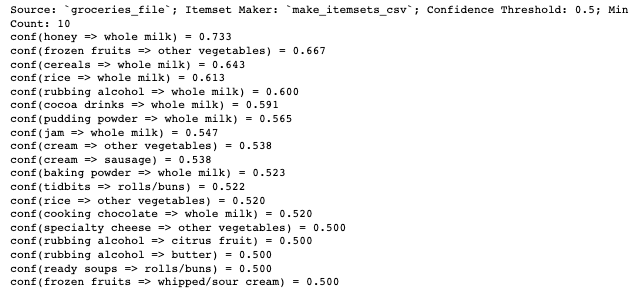 Source: `groceries_file`; Itemset Maker: `make_itemsets_csv`; Confidence Threshold: 0.5; Min
Count: 10
conf(honey => whole milk) = 0.733
conf(frozen fruits => other vegetables) = 0.667
conf(cereals => whole milk) = 0.643
conf(rice => whole milk) = 0.613
conf(rubbing alcohol => whole milk) = 0.600
conf(cocoa drinks => whole milk) = 0.591
conf(pudding powder => whole milk) = 0.565
conf(jam => whole milk) = 0.547
conf(cream => other vegetables) = 0.538
conf(cream => sausage) = 0.538
conf(baking powder => whole milk) = 0.523
conf(tidbits => rolls/buns) = 0.522
conf(rice => other vegetables) = 0.520
conf(cooking chocolate => whole milk) = 0.520
conf(specialty cheese => other vegetables) = 0.500
conf(rubbing alcohol => citrus fruit) = 0.500
conf(rubbing alcohol => butter) = 0.500
conf(ready soups => rolls/buns) = 0.500
conf(frozen fruits => whipped/sour cream) = 0.500